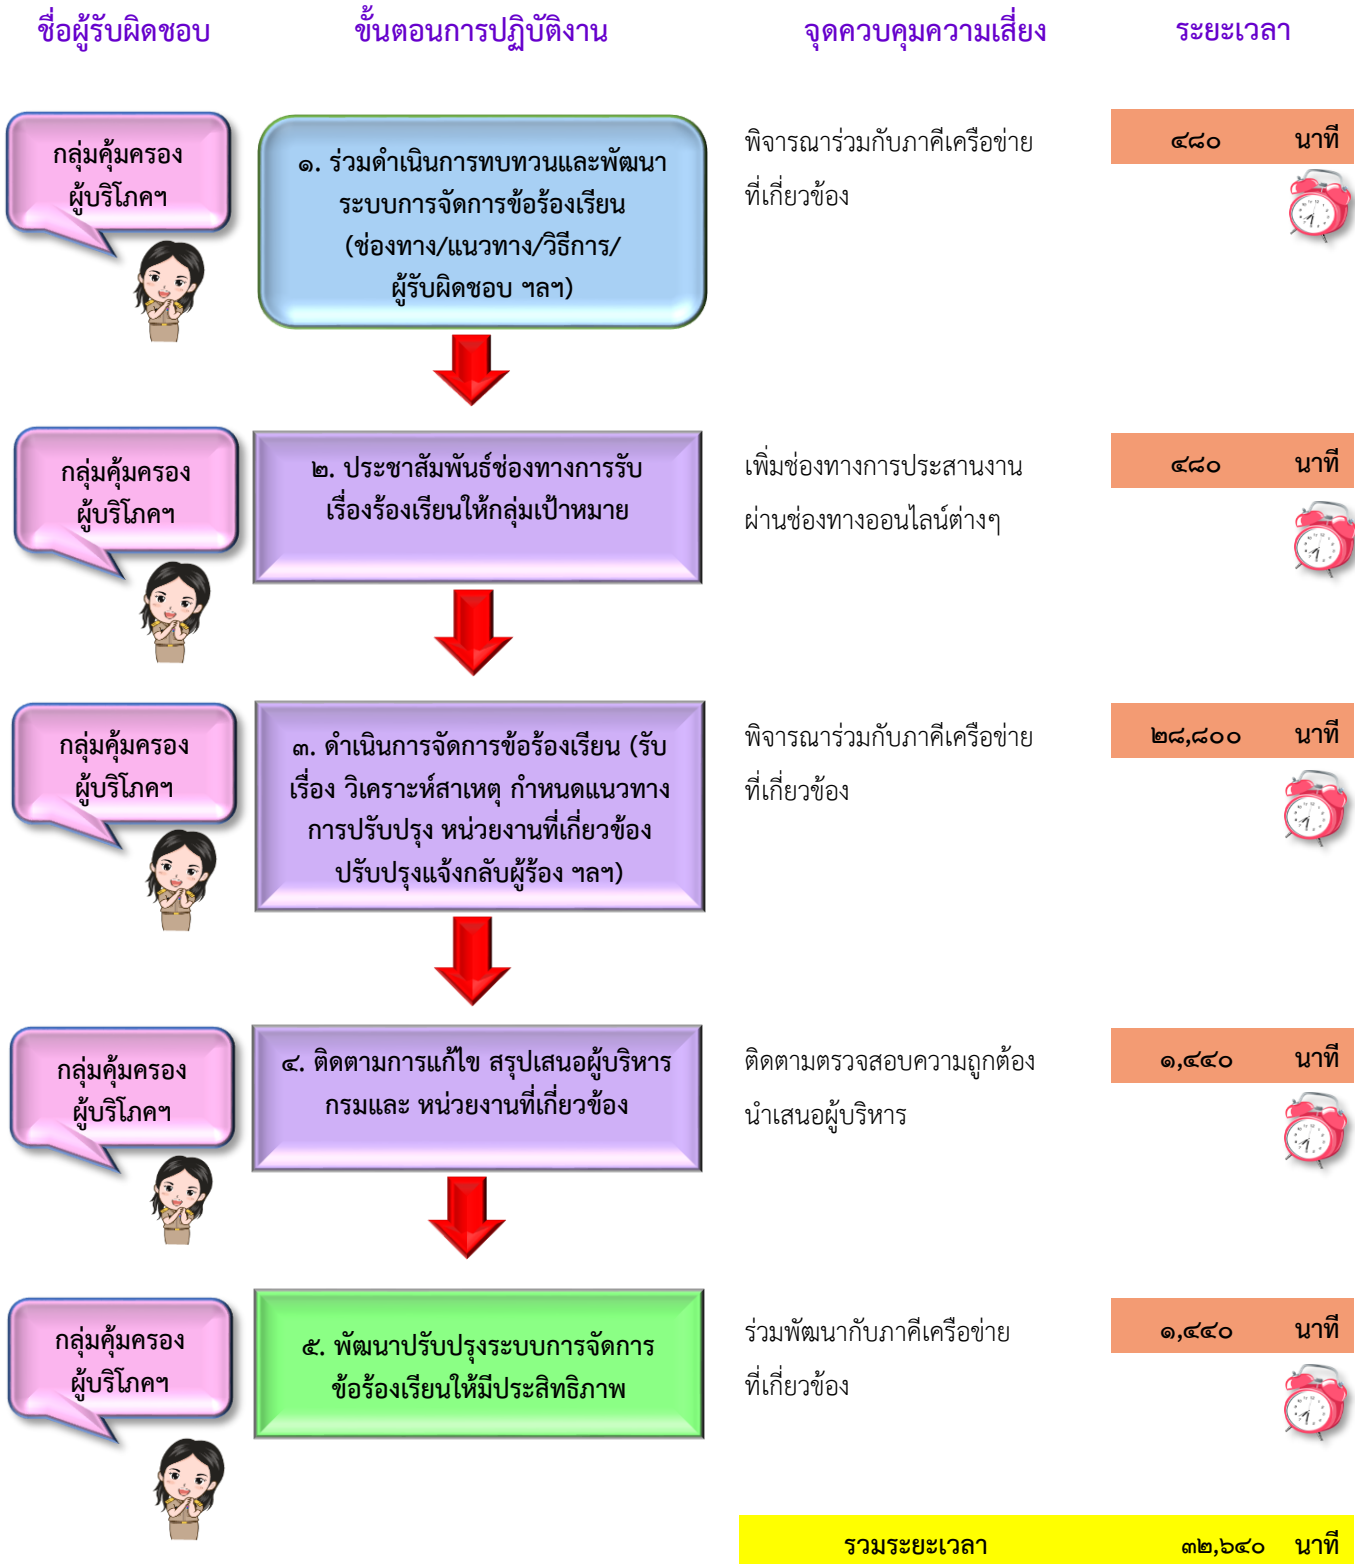 ชื่อผู้รับผิดชอบ ขั้นตอนการปฏิบัติงาน จุดควบคุมความเสี่ยง ระยะเวลา
กลุ่มคุ้มครอง
ผู้บริโภคฯ
๑. ร่วมดำเนินการทบทวนและพัฒนา
ระบบการจัดการข้อร้องเรียน
(ช่องทาง/แนวทาง/วิธีการ/
ผู้รับผิดชอบ ฯลฯ)
พิจารณาร่วมกับภาคีเครือข่าย
ที่เกี่ยวข้อง
๔๘๐ นาที
กลุ่มคุ้มครอง
ผู้บริโภคฯ
๒. ประชาสัมพันธ์ช่องทางการรับ
เรื่องร้องเรียนให้กลุ่มเป้าหมาย
เพิ่มช่องทางการประสานงาน
ผ่านช่องทางออนไลน์ต่างๆ
๔๘๐ นาที
กลุ่มคุ้มครอง
ผู้บริโภคฯ
๓. ดำเนินการจัดการข้อร้องเรียน (รับ
เรื่อง วิเคราะห์สาเหตุ กำหนดแนวทาง
การปรับปรุง หน่วยงานที่เกี่ยวข้อง
ปรับปรุงแจ้งกลับผู้ร้อง ฯลฯ)
พิจารณาร่วมกับภาคีเครือข่าย
ที่เกี่ยวข้อง
๒๘,๘๐๐ นาที
กลุ่มคุ้มครอง
ผู้บริโภคฯ
๔. ติดตามการแก้ไข สรุปเสนอผู้บริหาร
กรมและ หน่วยงานที่เกี่ยวข้อง
ติดตามตรวจสอบความถูกต้อง
นำเสนอผู้บริหาร
๑,๔๔๐ นาที
กลุ่มคุ้มครอง
ผู้บริโภคฯ
๕. พัฒนาปรับปรุงระบบการจัดการ
ข้อร้องเรียนให้มีประสิทธิภาพ
ร่วมพัฒนากับภาคีเครือข่าย
ที่เกี่ยวข้อง
๑,๔๔๐ นาที
รวมระยะเวลา ๓๒,๖๔๐ นาที